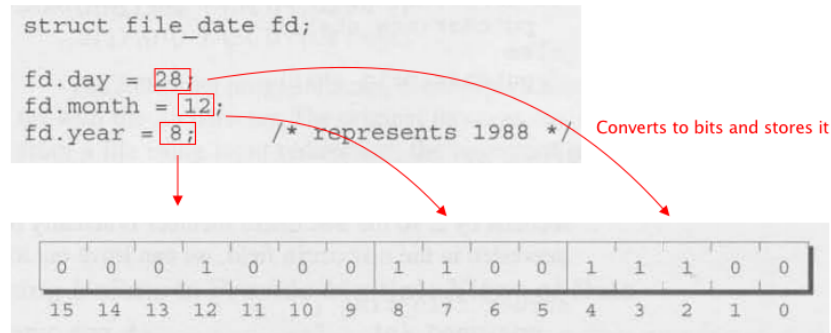 struct file_date fd;
fd.day = 28;
fd.month = 12;
fd.year = 8;     /* represents 1988 */
Converts to bits and stores it
0 0 0 1 0 0 0 1 1 0 0 1 1 1 0 0
15 14 13 12 11 10 9 8 7 6 5 4 3 2 1 0